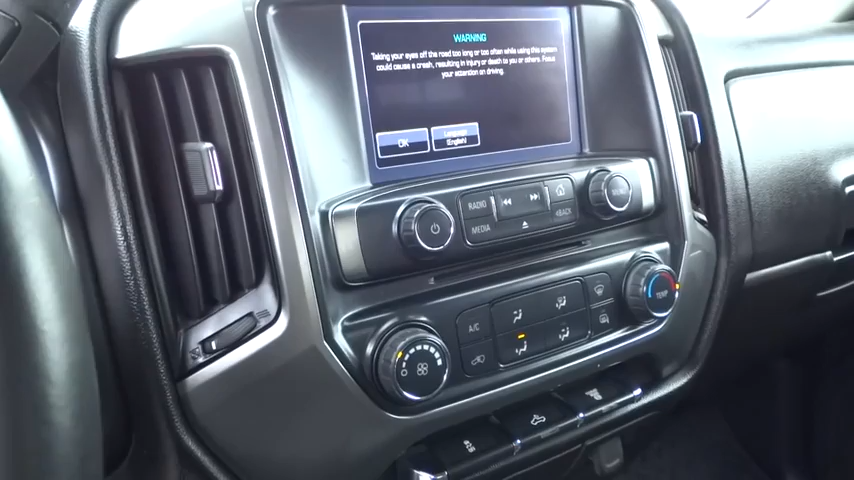 WARNING
Taking your eyes off the road too long or too often while using this system
could cause a crash, resulting in injury or death to you or others. Focus
your attention on driving.
OK
Language
(English)
RADIO
MEDIA
BACK
A/C
TEMP